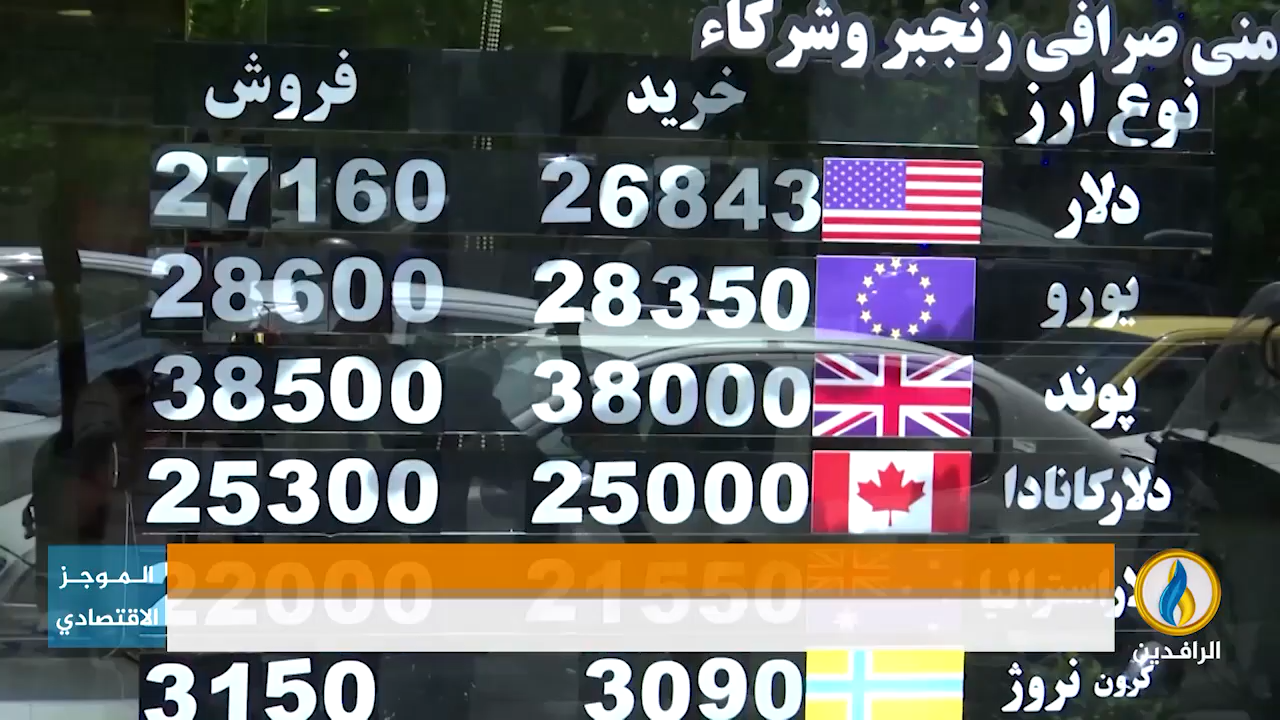 منی صرافی رنجبر وشرکاء
نوع ارز خرید فروش
دلار 26843 27160
یورو 28350 28600
پوند 38000 38500
دلارکانادا 25000 25300
21550 22000
کرون نروژ 3090 3150
الموجز
الاقتصادي
الرافدين